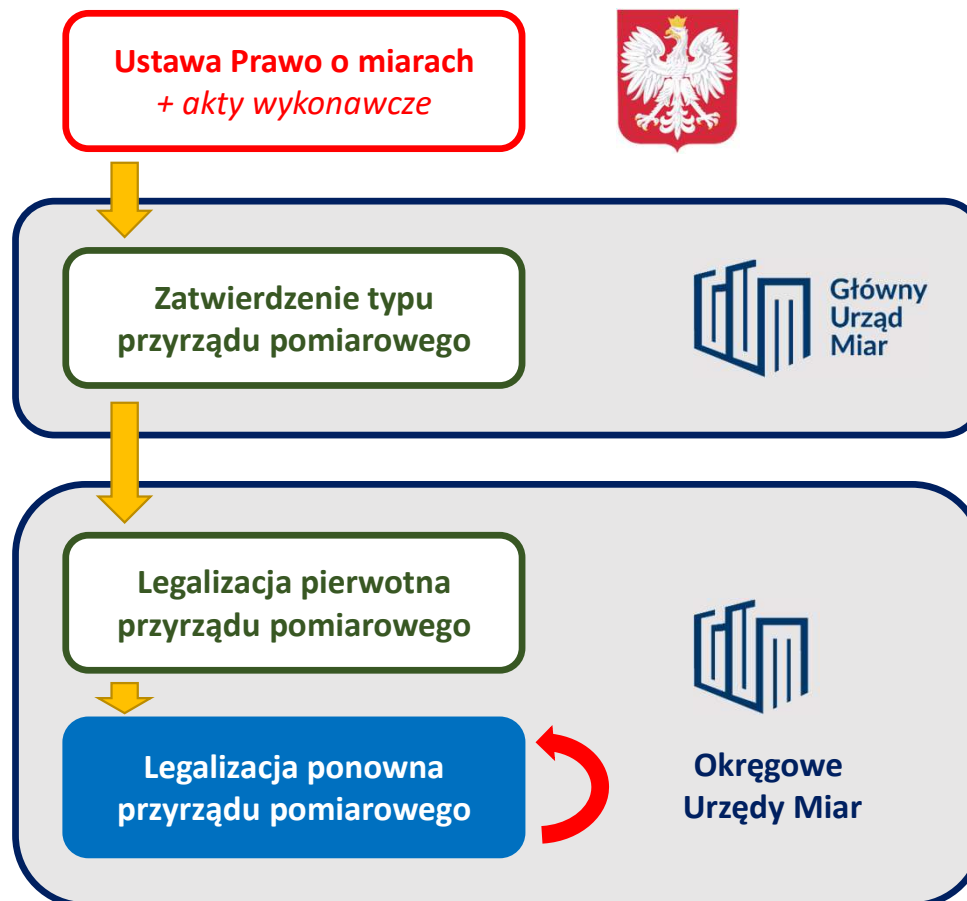 Ustawa Prawo o miarach
+ akty wykonawcze
Zatwierdzenie typu
przyrządu pomiarowego
Główny
Urząd
Miar
Legalizacja pierwotna
przyrządu pomiarowego
Legalizacja ponowna
przyrządu pomiarowego
Okręgowe
Urzędy Miar